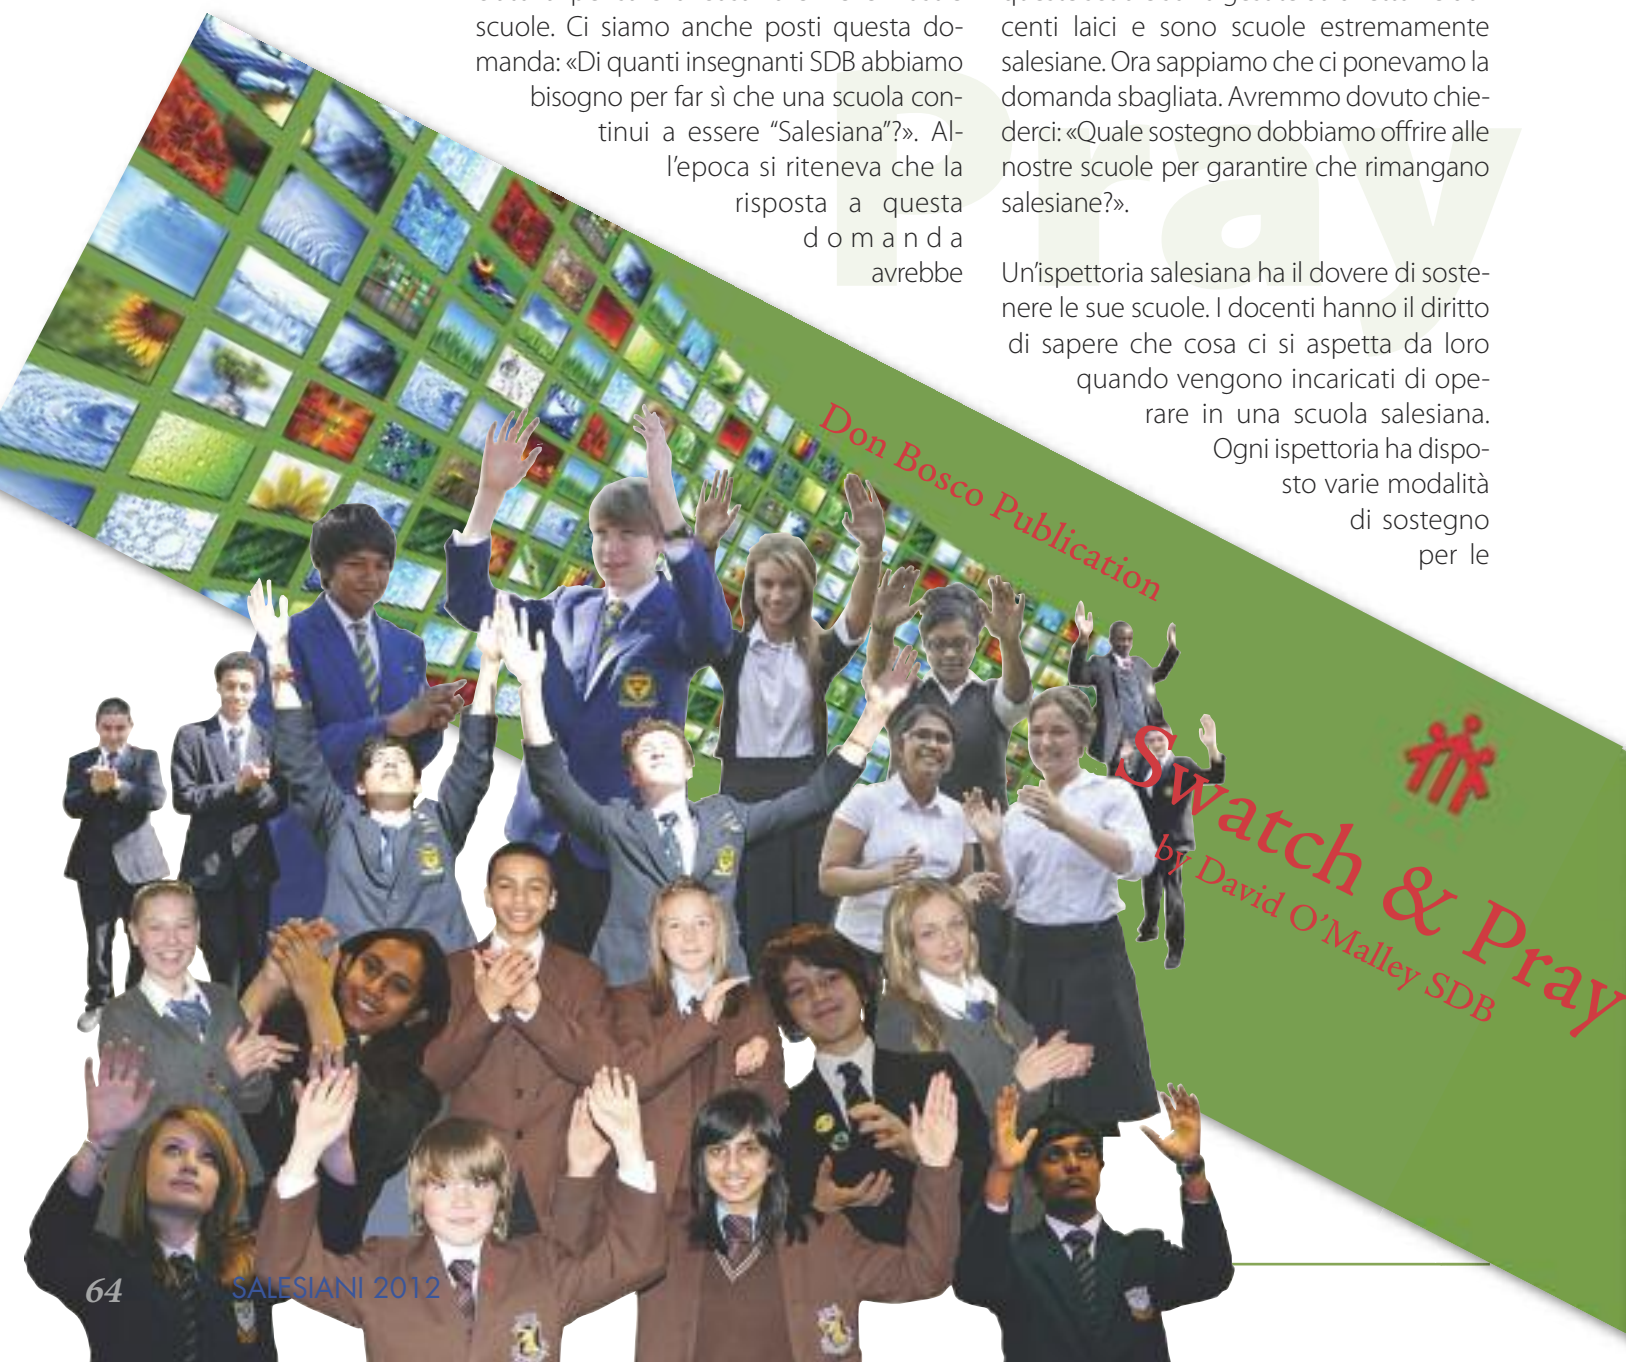 scuole. Ci siamo anche posti questa do-
manda: «Di quanti insegnanti SDB abbiamo
bisogno per far sì che una scuola con-
tinui a essere “Salesiana”?». Al-
l’epoca si riteneva che la
risposta a questa
domanda
avrebbe
centi laici e sono scuole estremamente
salesiane. Ora sappiamo che ci ponevamo la
domanda sbagliata. Avremmo dovuto chie-
derci: «Quale sostegno dobbiamo offrire alle
nostre scuole per garantire che rimangano
salesiane?».
Un’ispettoria salesiana ha il dovere di soste-
nere le sue scuole. I docenti hanno il diritto
di sapere che cosa ci si aspetta da loro
quando vengono incaricati di ope-
rare in una scuola salesiana.
Ogni ispettoria ha dispo-
sto varie modalità
di sostegno
per le
Pray
Don Bosco Publication
Swatch & Pray
by David O’Malley SDB
64 SALESIANI 2012